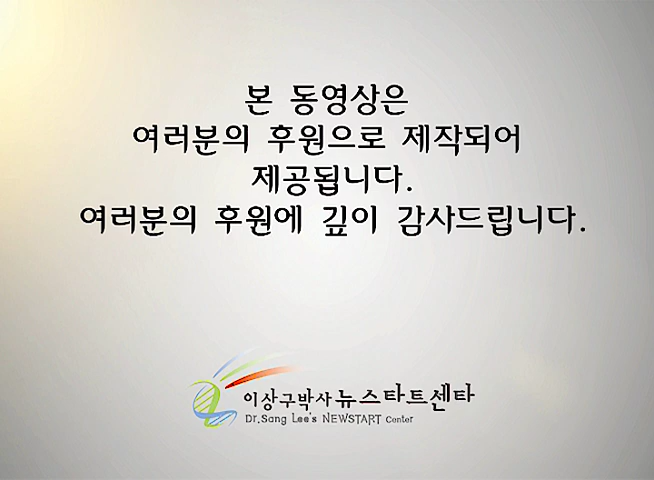 본 동영상은
여러분의 후원으로 제작되어
제공됩니다.
여러분의 후원에 깊이 감사드립니다.
이상구박사 뉴스타트센타
Dr.Sang Lee's NEWSTART Center